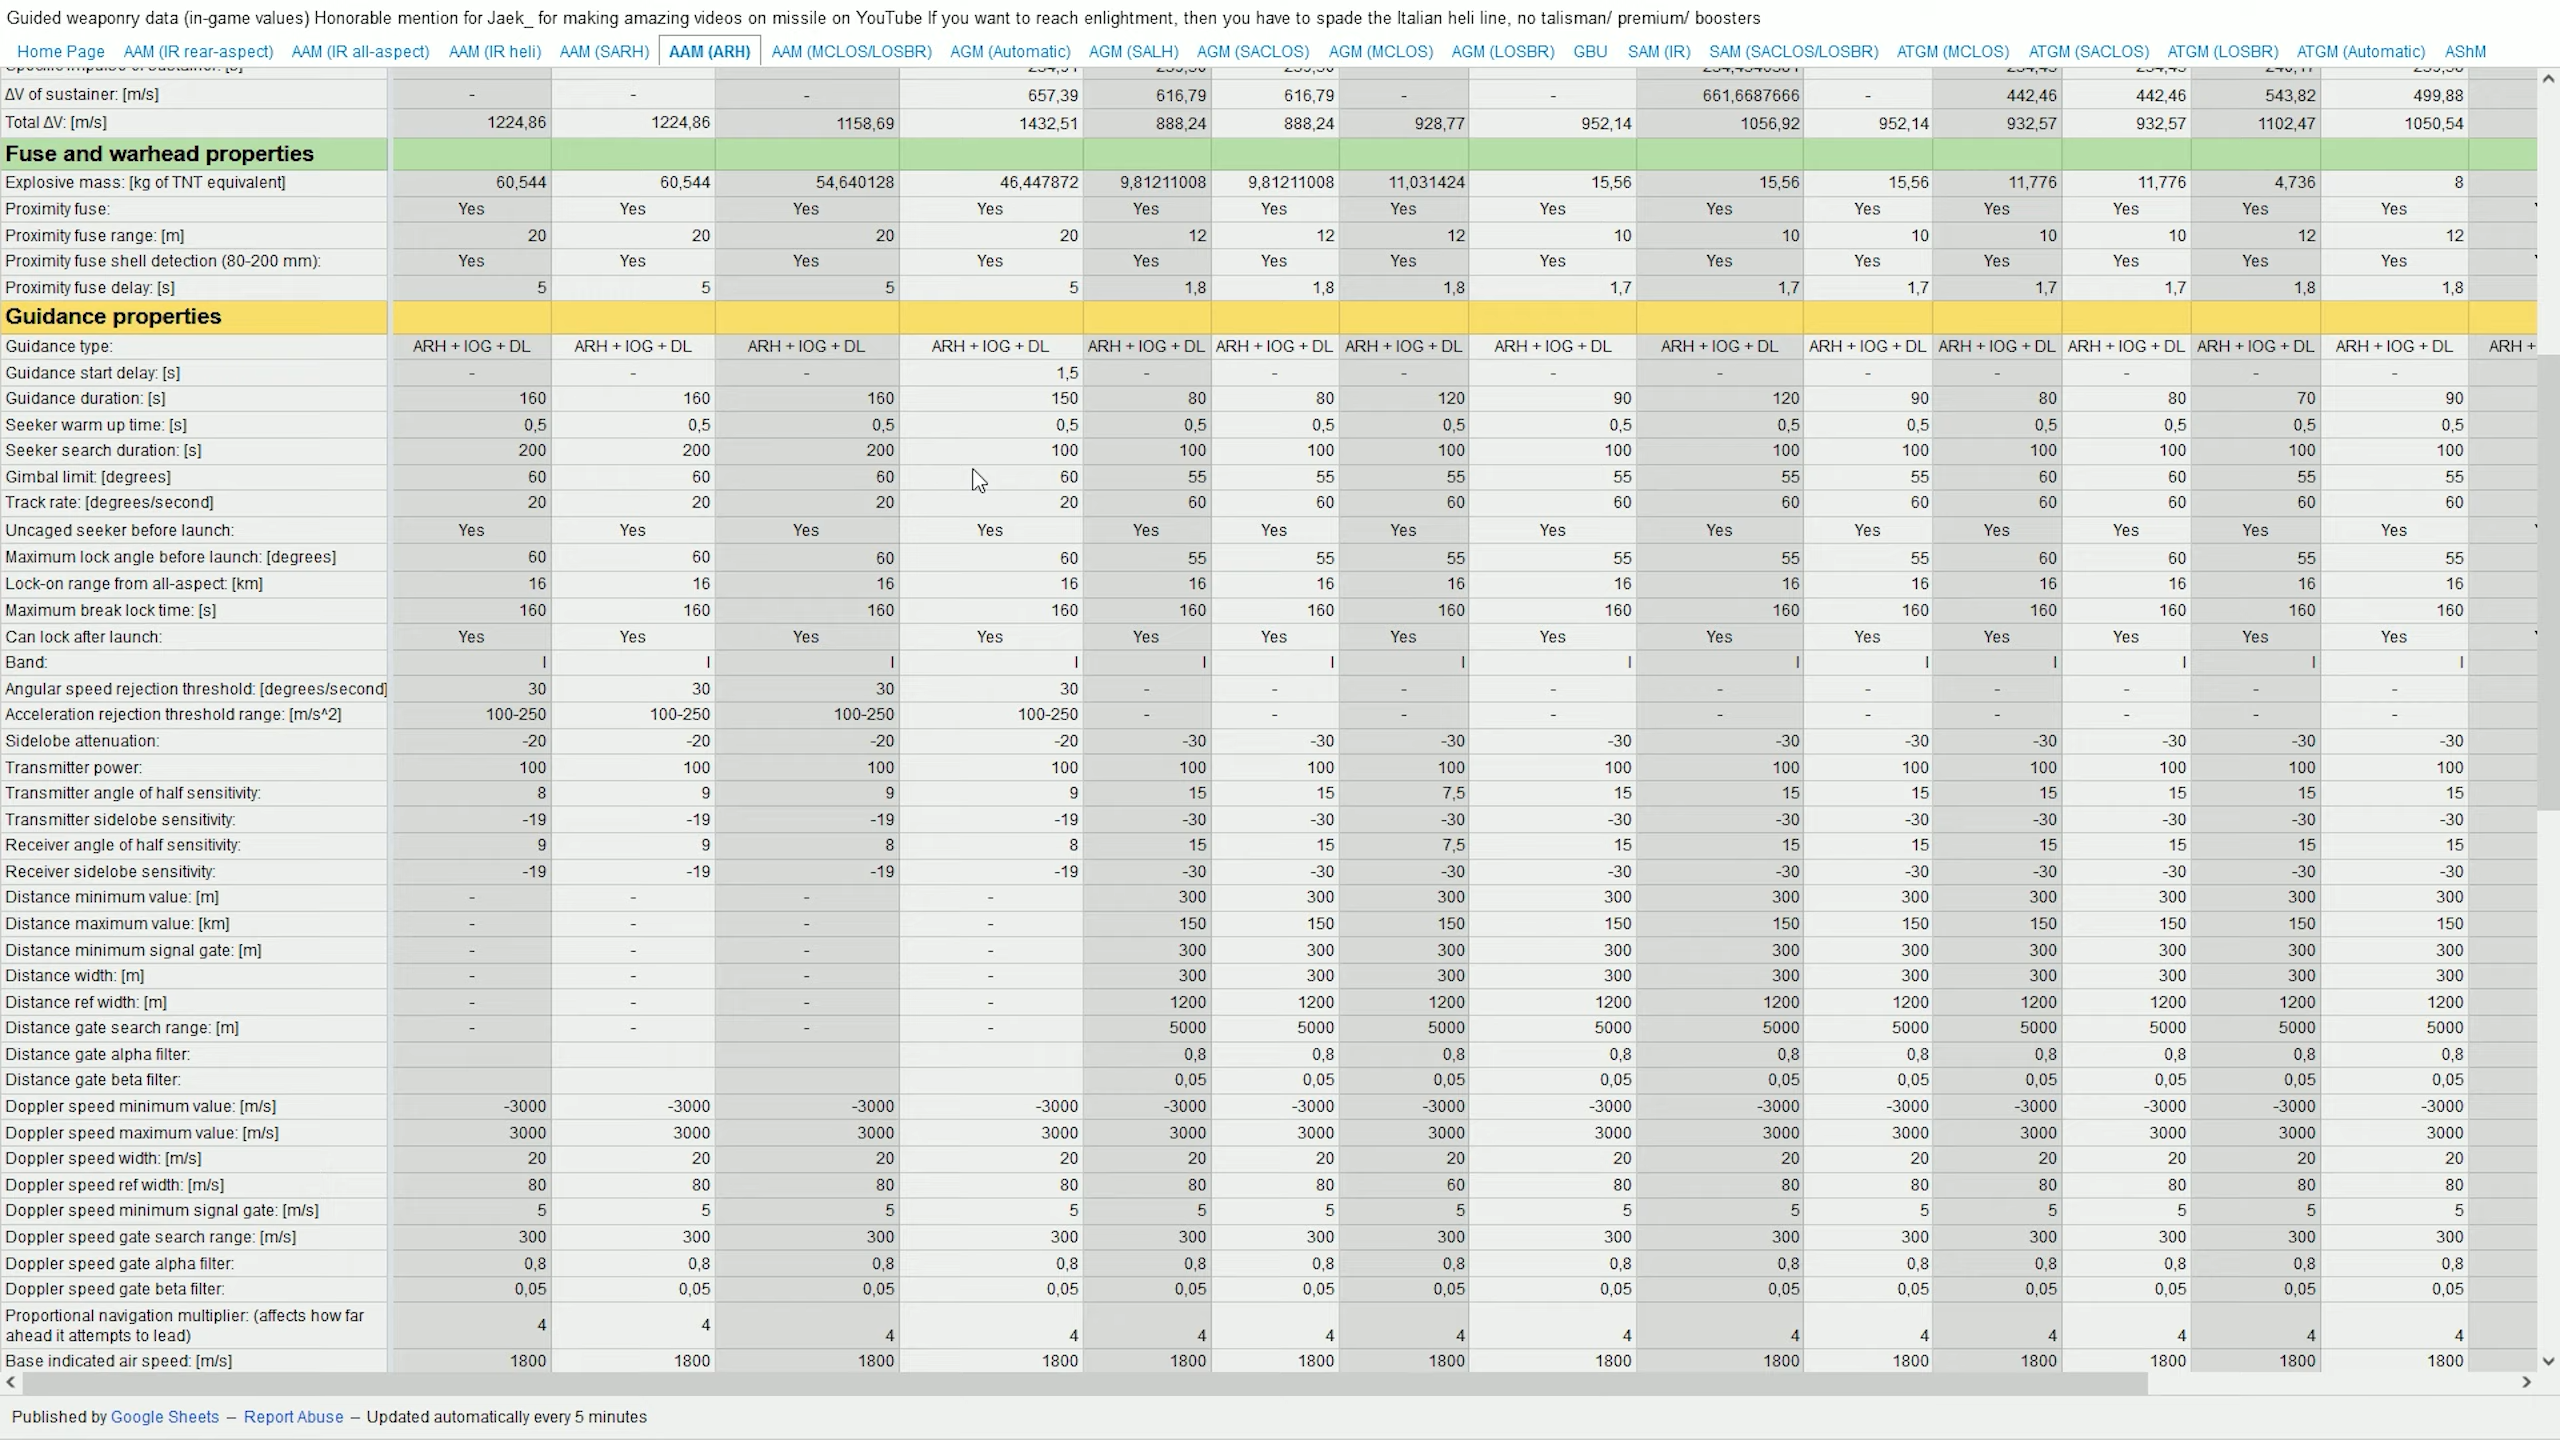 Guided weaponry data (in-game values) Honorable mention for Jaek_ for making amazing videos on missile on YouTube If you want to reach enlightment, then you have to spade the Italian heli line, no talisman/ premium/ boosters
Home Page AAM (IR rear-aspect) AAM (IR all-aspect) AAM (IR heli) AAM (SARH) AAM (ARH) AAM (MCLOS/LOSBR) AGM (Automatic) AGM (SALH) AGM (SACLOS) AGM (MCLOS) AGM (LOSBR) GBU SAM (IR) SAM (SACLOS/LOSBR) ATGM (MCLOS) ATGM (SACLOS) ATGM (LOSBR) ATGM (Automatic) AShM
ΔV of sustainer: [m/s] - - - 657,39 616,79 616,79 - - 661,6687666 - 442,46 442,46 543,82 499,88
Total ΔV: [m/s] 1224,86 1224,86 1158,69 1432,51 888,24 888,24 928,77 952,14 1056,92 952,14 932,57 932,57 1102,47 1050,54
Fuse and warhead properties
Explosive mass: [kg of TNT equivalent] 60,544 60,544 54,640128 46,447872 9,81211008 9,81211008 11,031424 15,56 15,56 15,56 11,776 11,776 4,736 8
Proximity fuse: Yes Yes Yes Yes Yes Yes Yes Yes Yes Yes Yes Yes Yes Yes
Proximity fuse range: [m] 20 20 20 20 12 12 12 10 10 10 10 10 12 12
Proximity fuse shell detection (80-200 mm): Yes Yes Yes Yes Yes Yes Yes Yes Yes Yes Yes Yes Yes Yes
Proximity fuse delay: [s] 5 5 5 5 1,8 1,8 1,8 1,7 1,7 1,7 1,7 1,7 1,8 1,8
Guidance properties
Guidance type: ARH + IOG + DL ARH + IOG + DL ARH + IOG + DL ARH + IOG + DL ARH + IOG + DL ARH + IOG + DL ARH + IOG + DL ARH + IOG + DL ARH + IOG + DL ARH + IOG + DL ARH + IOG + DL ARH + IOG + DL ARH + IOG + DL ARH + IOG + DL ARH +
Guidance start delay: [s] - - - 1,5 - - - - - - - - - -
Guidance duration: [s] 160 160 160 150 80 80 120 90 120 90 80 80 70 90
Seeker warm up time: [s] 0,5 0,5 0,5 0,5 0,5 0,5 0,5 0,5 0,5 0,5 0,5 0,5 0,5 0,5
Seeker search duration: [s] 200 200 200 100 100 100 100 100 100 100 100 100 100 100
Gimbal limit: [degrees] 60 60 60 60 55 55 55 55 55 55 60 60 55 55
Track rate: [degrees/second] 20 20 20 20 60 60 60 60 60 60 60 60 60 60
Uncaged seeker before launch: Yes Yes Yes Yes Yes Yes Yes Yes Yes Yes Yes Yes Yes Yes
Maximum lock angle before launch: [degrees] 60 60 60 60 55 55 55 55 55 55 60 60 55 55
Lock-on range from all-aspect: [km] 16 16 16 16 16 16 16 16 16 16 16 16 16 16
Maximum break lock time: [s] 160 160 160 160 160 160 160 160 160 160 160 160 160 160
Can lock after launch: Yes Yes Yes Yes Yes Yes Yes Yes Yes Yes Yes Yes Yes Yes
Band: I I I I I I I I I I I I I I
Angular speed rejection threshold: [degrees/second] 30 30 30 30 - - - - - - - - - -
Acceleration rejection threshold range: [m/s^2] 100-250 100-250 100-250 100-250 - - - - - - - - - -
Sidelobe attenuation: -20 -20 -20 -20 -30 -30 -30 -30 -30 -30 -30 -30 -30 -30
Transmitter power: 100 100 100 100 100 100 100 100 100 100 100 100 100 100
Transmitter angle of half sensitivity: 8 9 9 9 15 15 7,5 15 15 15 15 15 15 15
Transmitter sidelobe sensitivity: -19 -19 -19 -19 -30 -30 -30 -30 -30 -30 -30 -30 -30 -30
Receiver angle of half sensitivity: 9 9 8 8 15 15 7,5 15 15 15 15 15 15 15
Receiver sidelobe sensitivity: -19 -19 -19 -19 -30 -30 -30 -30 -30 -30 -30 -30 -30 -30
Distance minimum value: [m] - - - - 300 300 300 300 300 300 300 300 300 300
Distance maximum value: [km] - - - - 150 150 150 150 150 150 150 150 150 150
Distance minimum signal gate: [m] - - - - 300 300 300 300 300 300 300 300 300 300
Distance width: [m] - - - - 300 300 300 300 300 300 300 300 300 300
Distance ref width: [m] - - - - 1200 1200 1200 1200 1200 1200 1200 1200 1200 1200
Distance gate search range: [m] - - - - 5000 5000 5000 5000 5000 5000 5000 5000 5000 5000
Distance gate alpha filter: 0,8 0,8 0,8 0,8 0,8 0,8 0,8 0,8 0,8 0,8
Distance gate beta filter: 0,05 0,05 0,05 0,05 0,05 0,05 0,05 0,05 0,05 0,05
Doppler speed minimum value: [m/s] -3000 -3000 -3000 -3000 -3000 -3000 -3000 -3000 -3000 -3000 -3000 -3000 -3000 -3000
Doppler speed maximum value: [m/s] 3000 3000 3000 3000 3000 3000 3000 3000 3000 3000 3000 3000 3000 3000
Doppler speed width: [m/s] 20 20 20 20 20 20 20 20 20 20 20 20 20 20
Doppler speed ref width: [m/s] 80 80 80 80 80 80 60 80 80 80 80 80 80 80
Doppler speed minimum signal gate: [m/s] 5 5 5 5 5 5 5 5 5 5 5 5 5 5
Doppler speed gate search range: [m/s] 300 300 300 300 300 300 300 300 300 300 300 300 300 300
Doppler speed gate alpha filter: 0,8 0,8 0,8 0,8 0,8 0,8 0,8 0,8 0,8 0,8 0,8 0,8 0,8 0,8
Doppler speed gate beta filter: 0,05 0,05 0,05 0,05 0,05 0,05 0,05 0,05 0,05 0,05 0,05 0,05 0,05 0,05
Proportional navigation multiplier: (affects how far
ahead it attempts to lead) 4 4 4 4 4 4 4 4 4 4 4 4 4 4
Base indicated air speed: [m/s] 1800 1800 1800 1800 1800 1800 1800 1800 1800 1800 1800 1800 1800 1800
Published by Google Sheets – Report Abuse – Updated automatically every 5 minutes